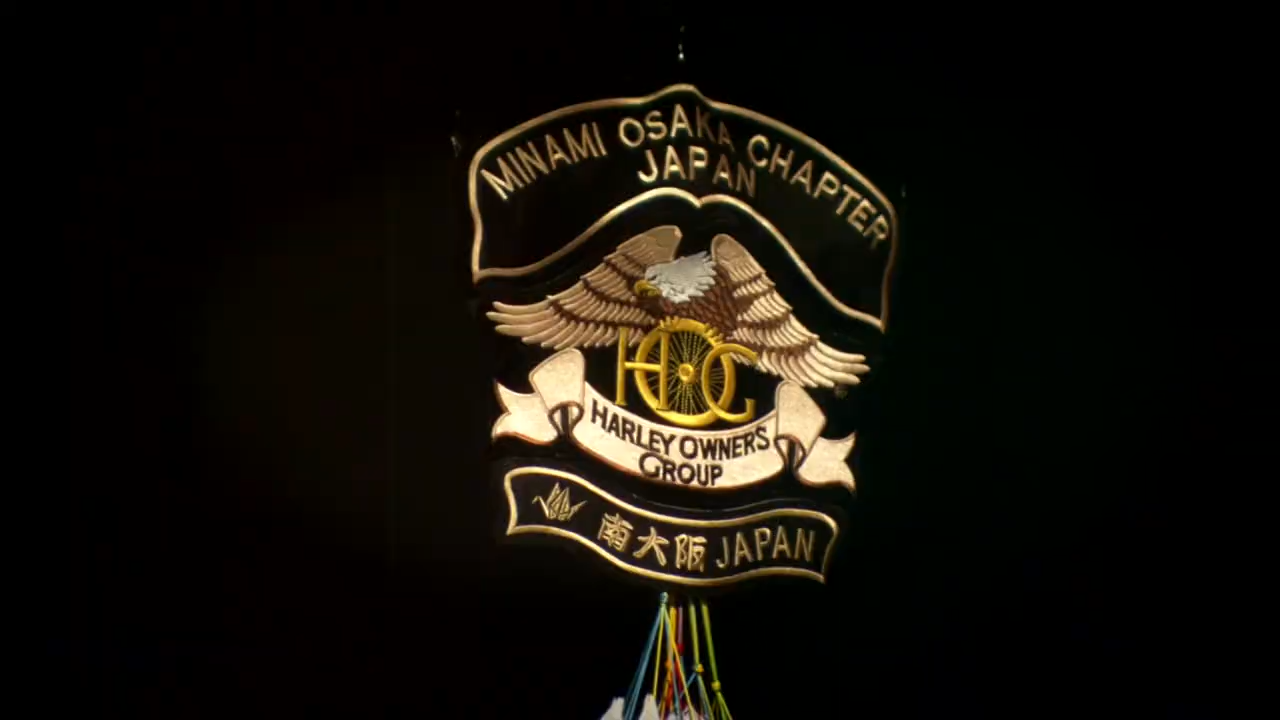 MINAMI OSAKA CHAPTER
JAPAN
HOG
HARLEY OWNERS
GROUP
南大阪 JAPAN